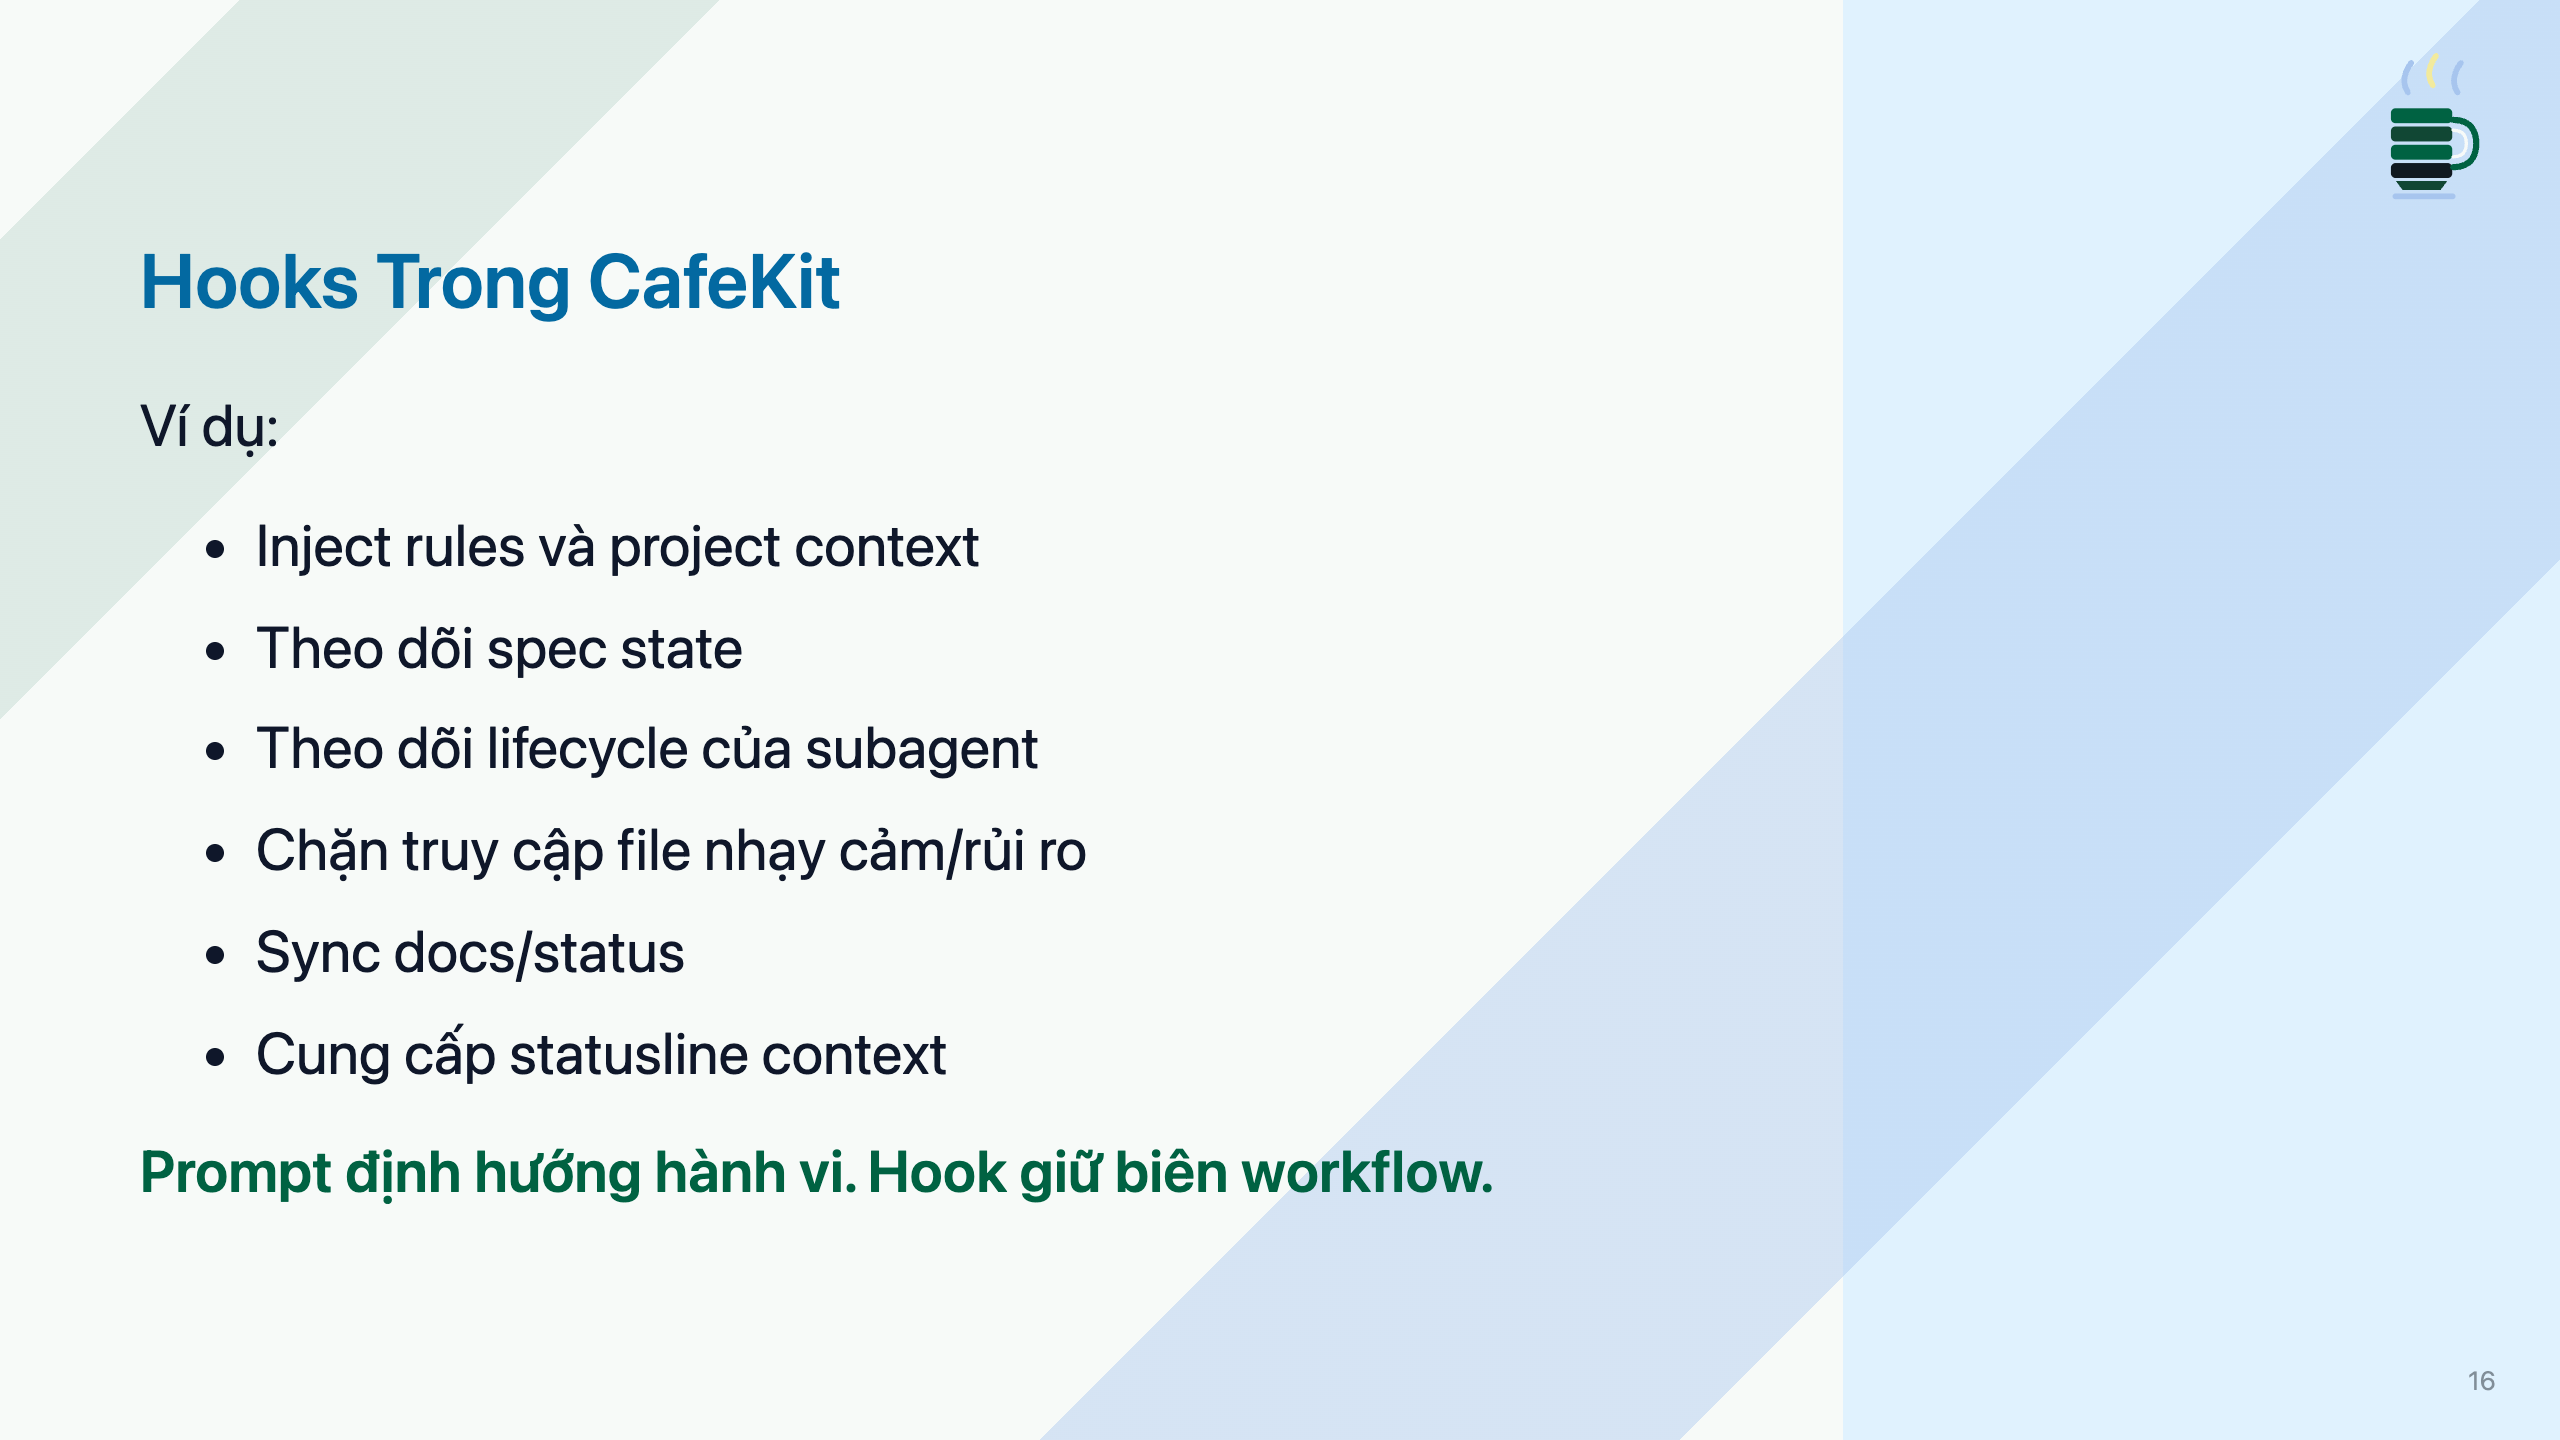 Hooks Trong CafeKit
Ví dụ:
• Inject rules và project context
• Theo dõi spec state
• Theo dõi lifecycle của subagent
• Chặn truy cập file nhạy cảm/rủi ro
• Sync docs/status
• Cung cấp statusline context
Prompt định hướng hành vi. Hook giữ biên workflow.
16